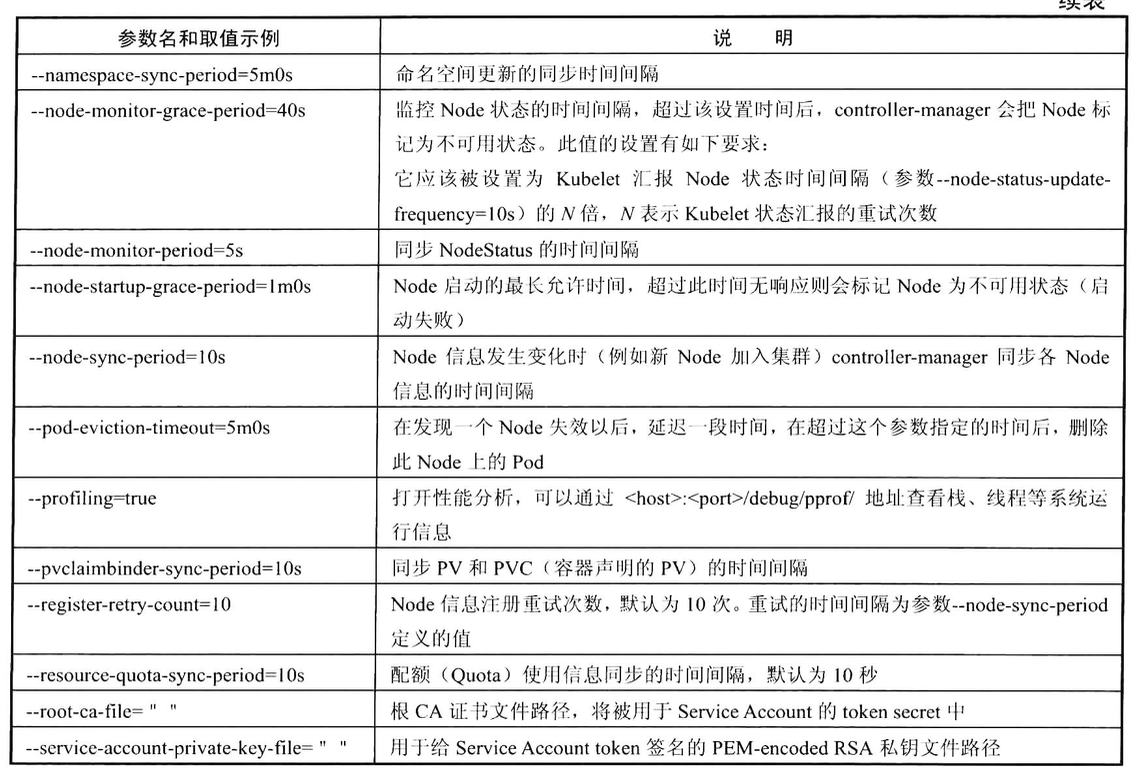 续表
参数名和取值示例 说 明
--namespace-sync-period=5m0s 命名空间更新的同步时间间隔
--node-monitor-grace-period=40s 监控 Node 状态的时间间隔，超过该设置时间后，controller-manager 会把 Node 标
记为不可用状态。此值的设置有如下要求：
它应该被设置为 Kubelet 汇报 Node 状态时间间隔（参数--node-status-update-
frequency=10s）的 N 倍，N 表示 Kubelet 状态汇报的重试次数
--node-monitor-period=5s 同步 NodeStatus 的时间间隔
--node-startup-grace-period=1m0s Node 启动的最长允许时间，超过此时间无响应则会标记 Node 为不可用状态（启
动失败）
--node-sync-period=10s Node 信息发生变化时（例如新 Node 加入集群）controller-manager 同步各 Node
信息的时间间隔
--pod-eviction-timeout=5m0s 在发现一个 Node 失效以后，延迟一段时间，在超过这个参数指定的时间后，删除
此 Node 上的 Pod
--profiling=true 打开性能分析，可以通过 <host>:<port>/debug/pprof/ 地址查看栈、线程等系统运
行信息
--pvclaimbinder-sync-period=10s 同步 PV 和 PVC（容器声明的 PV）的时间间隔
--register-retry-count=10 Node 信息注册重试次数，默认为 10 次。重试的时间间隔为参数--node-sync-period
定义的值
--resource-quota-sync-period=10s 配额（Quota）使用信息同步的时间间隔，默认为 10 秒
--root-ca-file= " " 根 CA 证书文件路径，将被用于 Service Account 的 token secret 中
--service-account-private-key-file= " " 用于给 Service Account token 签名的 PEM-encoded RSA 私钥文件路径